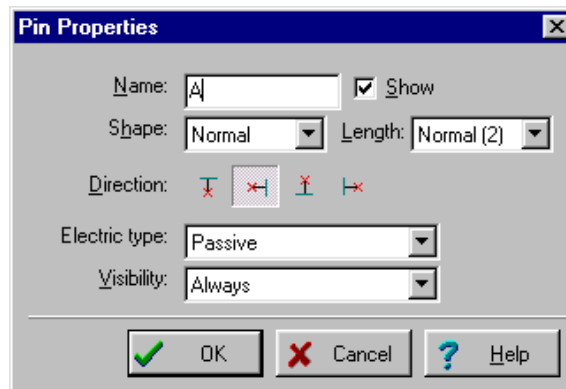 Pin Properties
Name: A Show
Shape: Normal Length: Normal (2)
Direction:
Electric type: Passive
Visibility: Always
OK Cancel Help